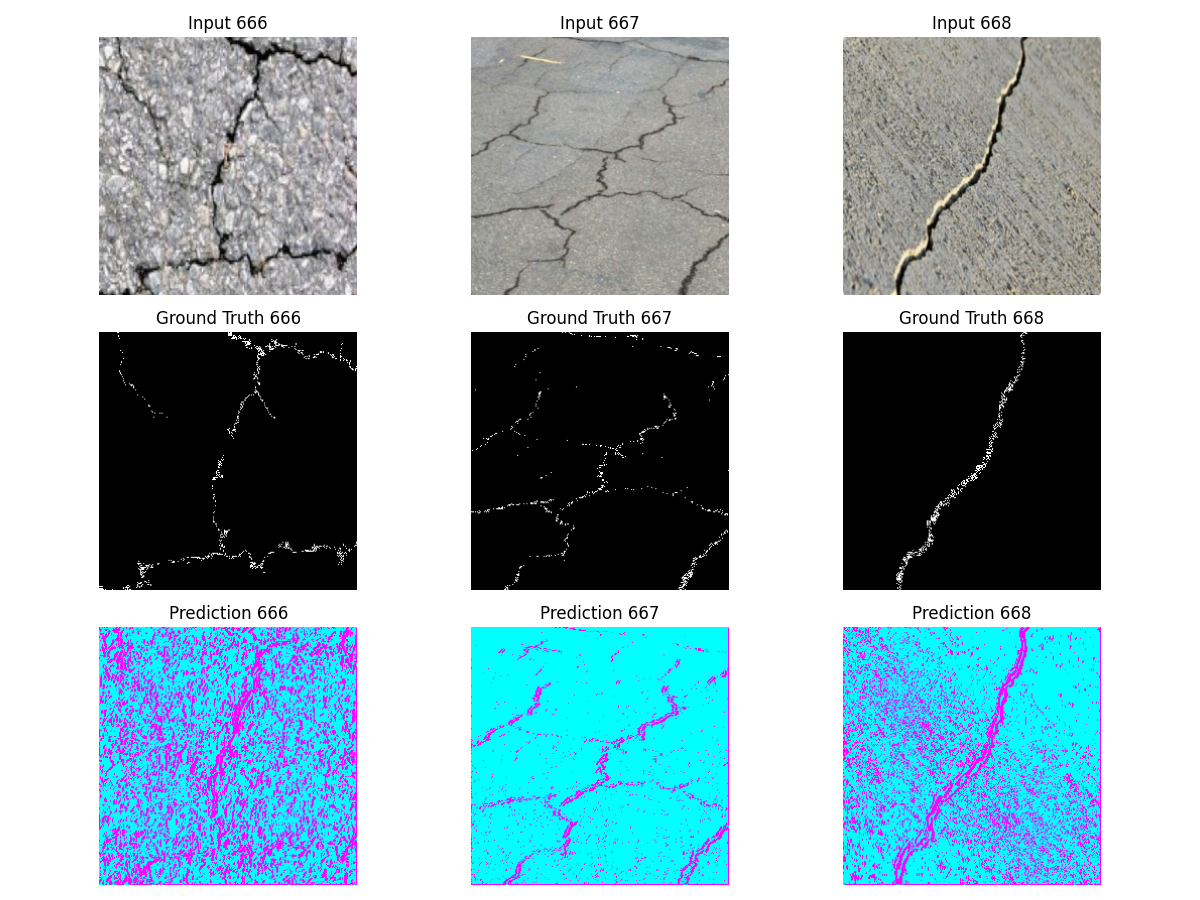 Input 666
Input 667
Input 668
Ground Truth 666
Ground Truth 667
Ground Truth 668
Prediction 666
Prediction 667
Prediction 668